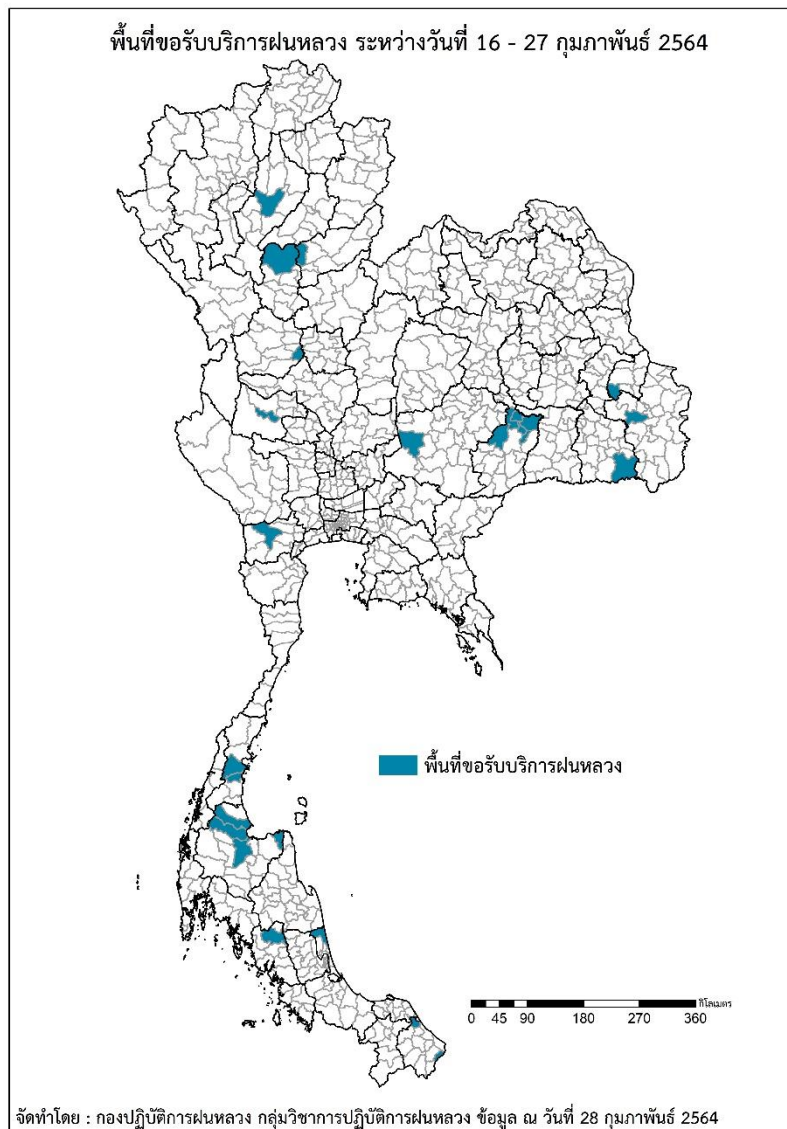 พื้นที่ขอรับบริการฝนหลวง ระหว่างวันที่ 16 - 27 กุมภาพันธ์ 2564
พื้นที่ขอรับบริการฝนหลวง
กิโลเมตร
0 45 90 180 270 360
จัดทำโดย : กองปฏิบัติการฝนหลวง กลุ่มวิชาการปฏิบัติการฝนหลวง ข้อมูล ณ วันที่ 28 กุมภาพันธ์ 2564